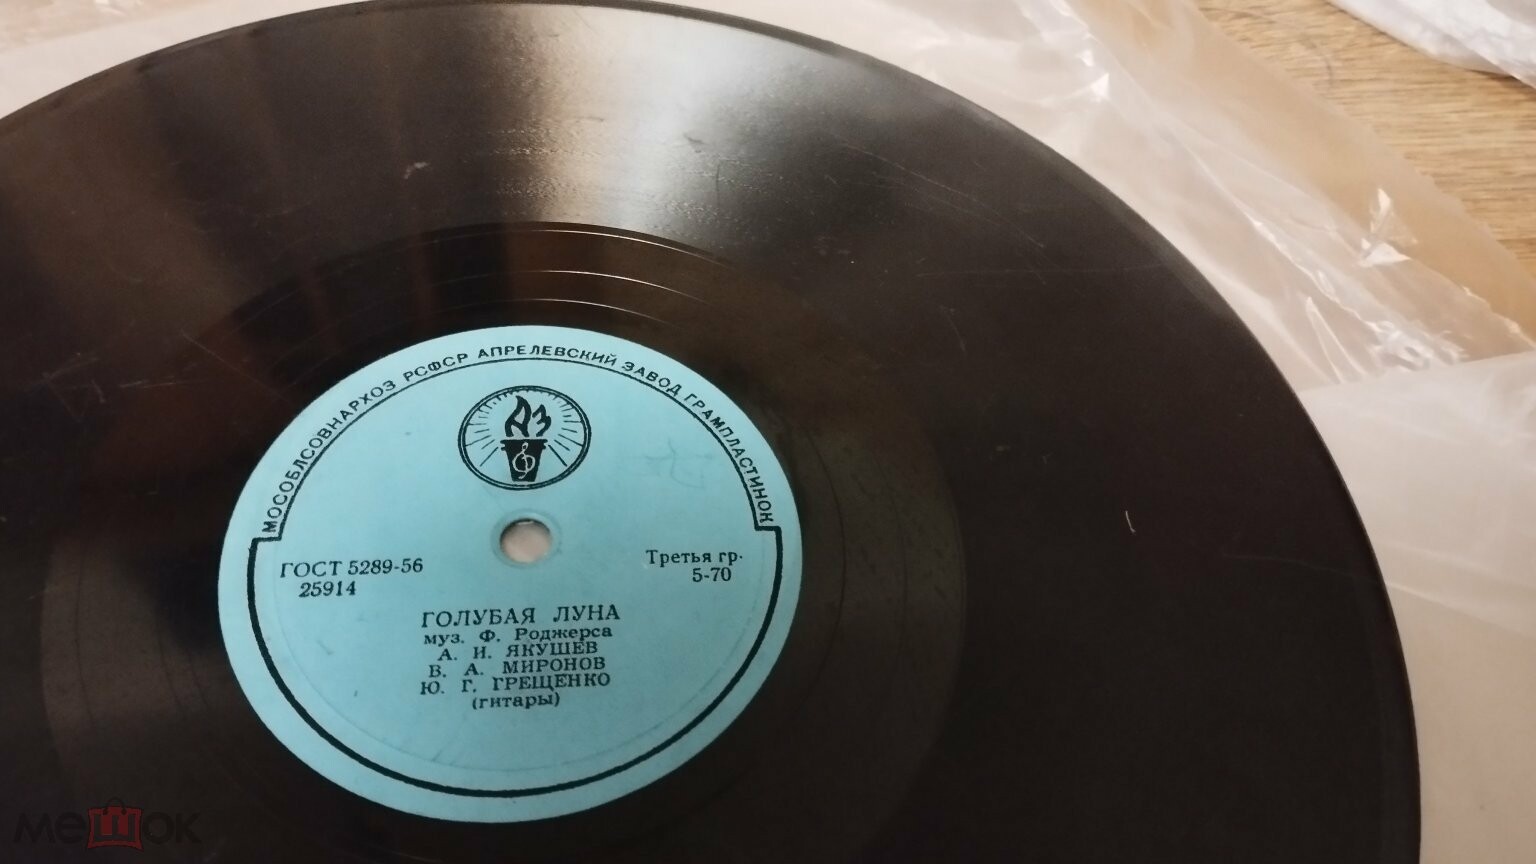 МОСОБЛСОВНАРХОЗ РСФСР АПРЕЛЕВСКИЙ ЗАВОД ГРАМПЛАСТИНОК
АЗ
ГОСТ 5289-56
25914
Третья гр.
5-70
ГОЛУБАЯ ЛУНА
муз. Ф. Роджерса
А. И. ЯКУШЕВ
В. А. МИРОНОВ
Ю. Г. ГРЕЩЕНКО
(гитары)
мешок